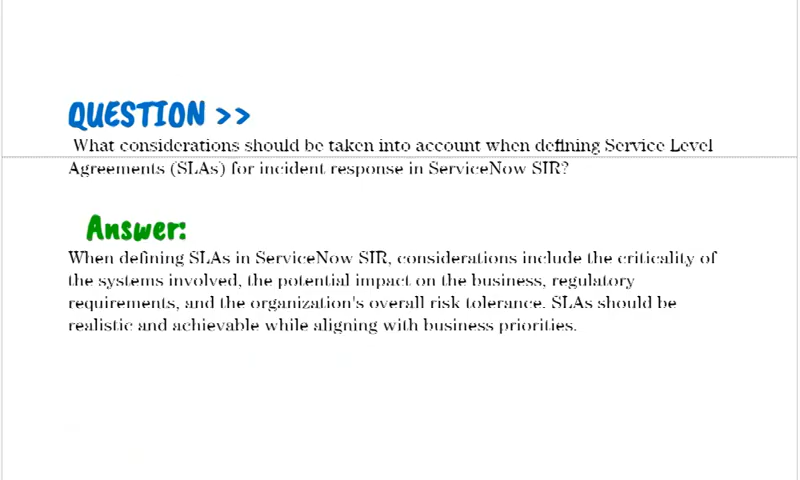 QUESTION >>
What considerations should be taken into account when defining Service Level
Agreements (SLAs) for incident response in ServiceNow SIR?
Answer:
When defining SLAs in ServiceNow SIR, considerations include the criticality of
the systems involved, the potential impact on the business, regulatory
requirements, and the organization's overall risk tolerance. SLAs should be
realistic and achievable while aligning with business priorities.